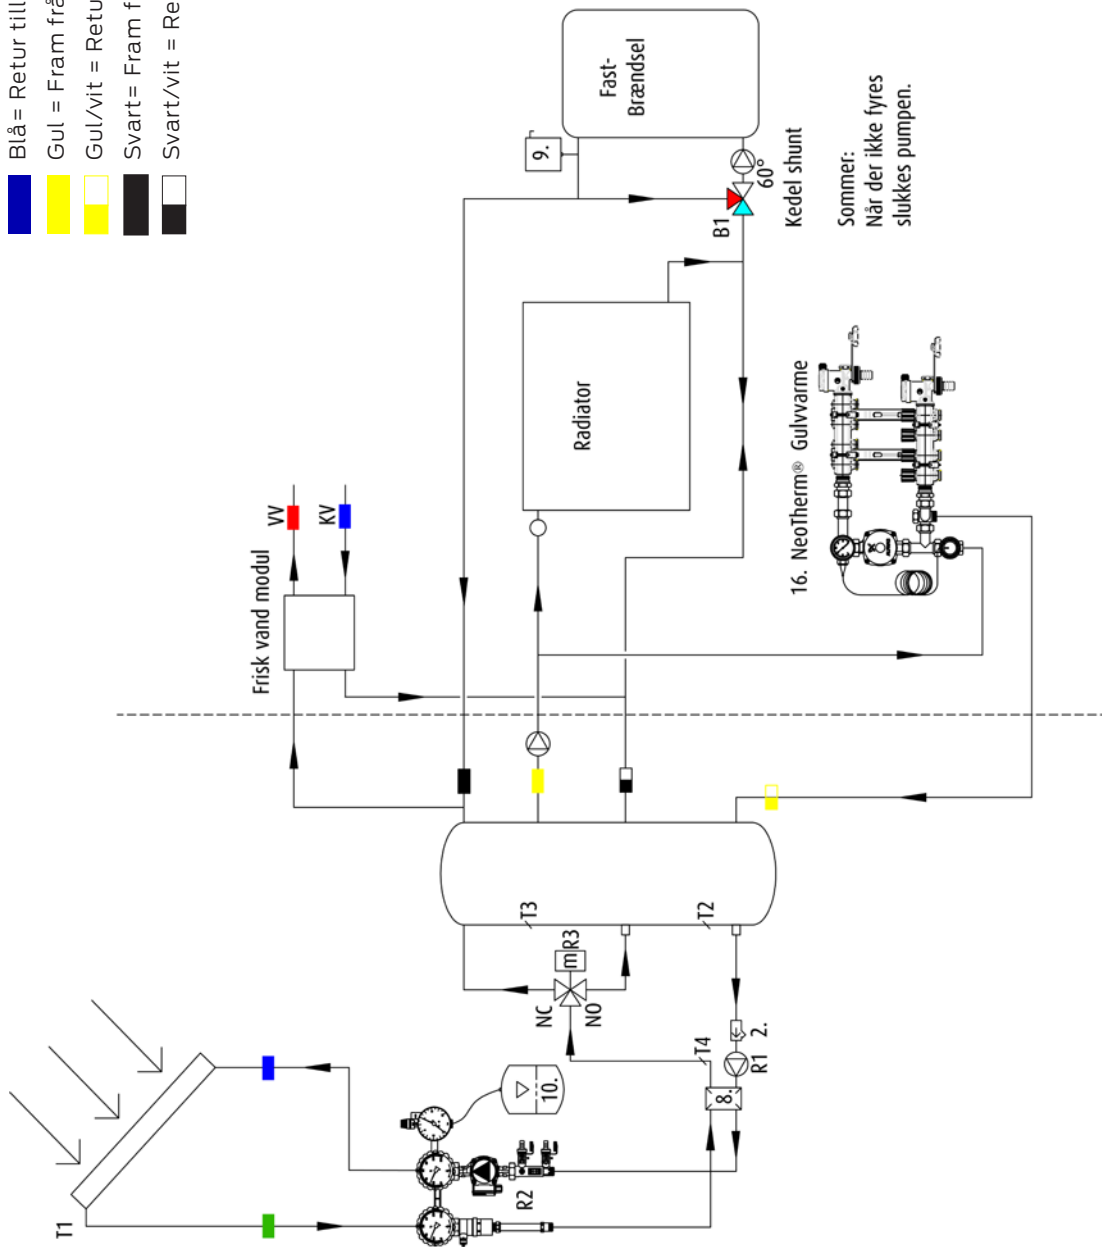 Blå= Retur till
Gul = Fram frå
Gul/vit = Retu
Svart= Fram f
Svart/vit = Re
Fast-
Brændsel
9.
60°
B1
Kedel shunt
Sommer:
Når der ikke fyres
slukkes pumpen.
Radiator
16. NeoTherm® Gulvvarme
VV
KV
Frisk vand modul
T3
T2
m
R3
NC
NO
T4
2.
R1
8.
10.
R2
T1